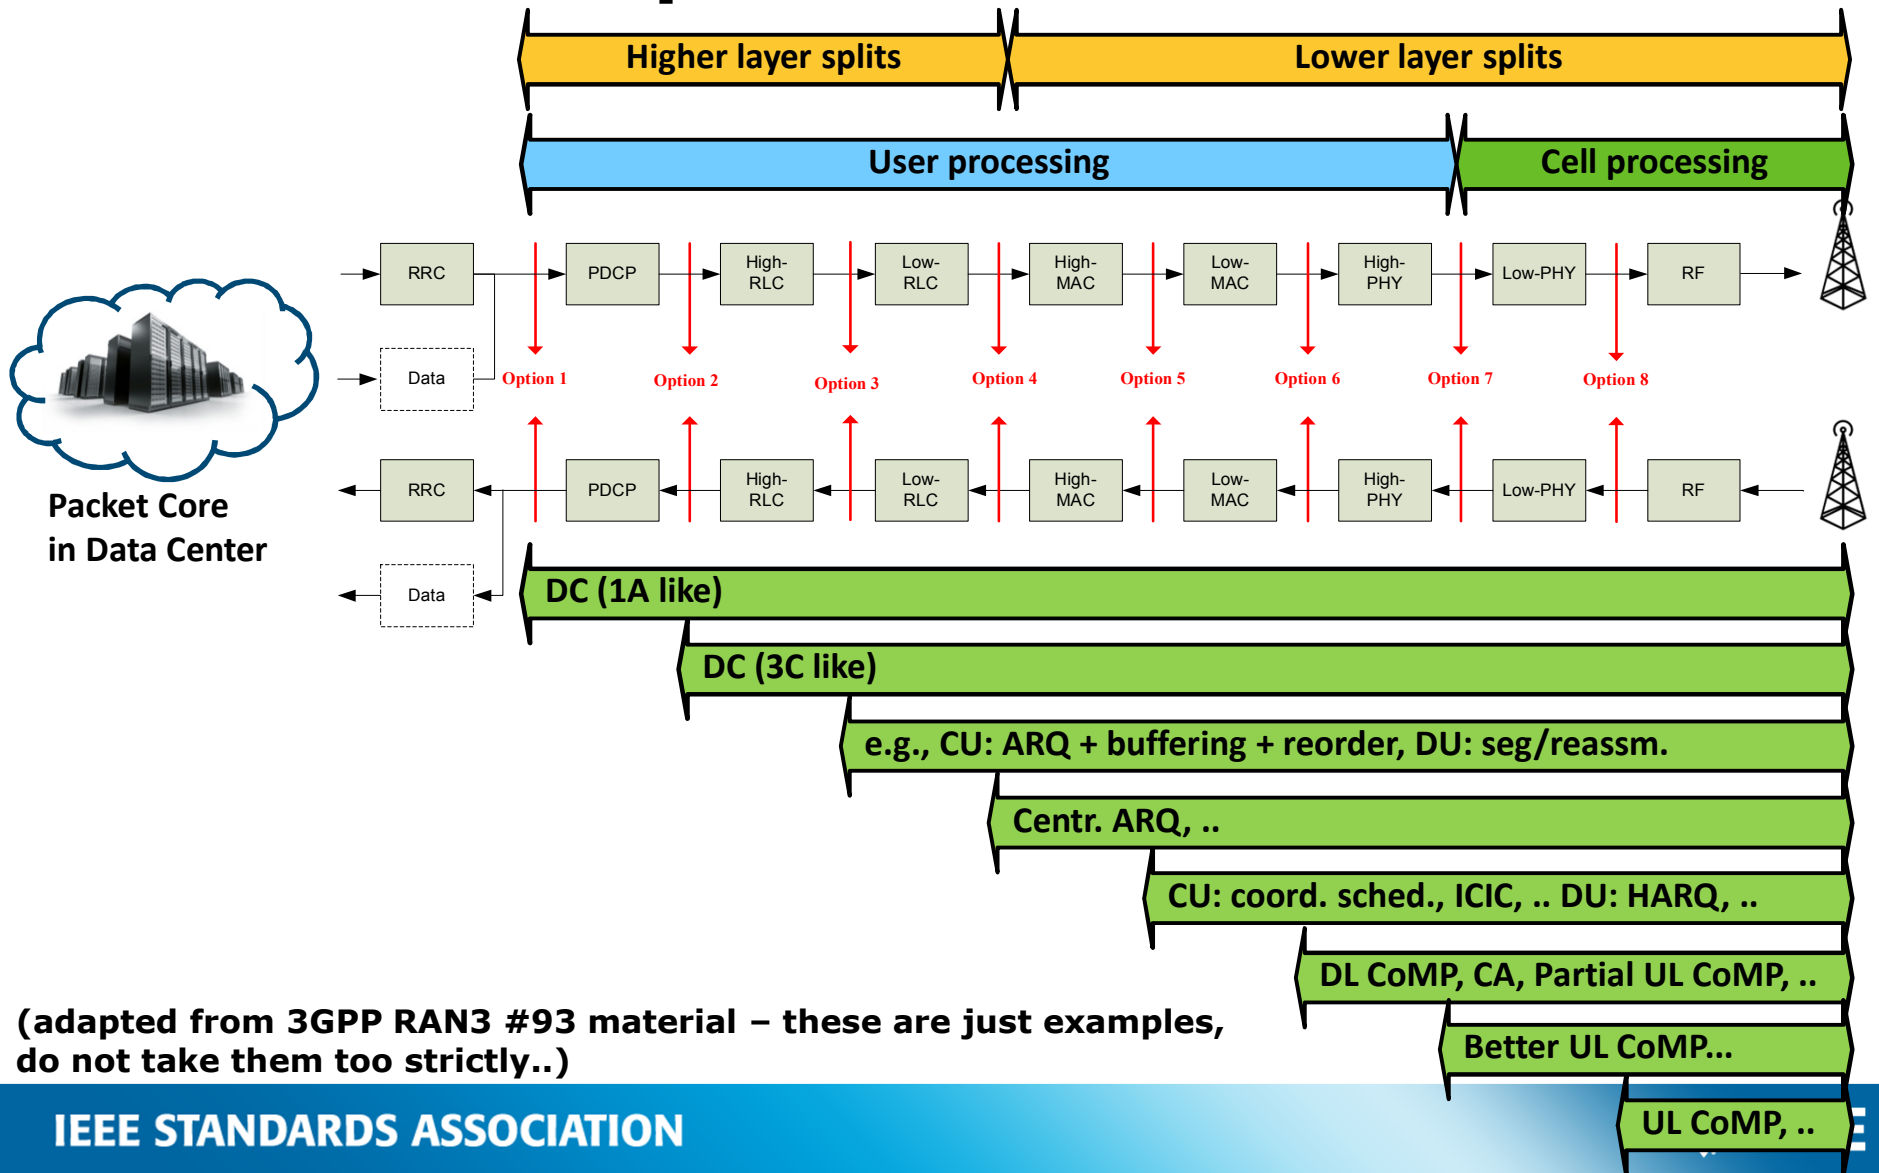 Higher layer splits
Lower layer splits
User processing
Cell processing
RRC
PDCP
High-
RLC
Low-
RLC
High-
MAC
Low-
MAC
High-
PHY
Low-PHY
RF
Data
Option 1
Option 2
Option 3
Option 4
Option 5
Option 6
Option 7
Option 8
RRC
PDCP
High-
RLC
Low-
RLC
High-
MAC
Low-
MAC
High-
PHY
Low-PHY
RF
Data
Packet Core
in Data Center
DC (1A like)
DC (3C like)
e.g., CU: ARQ + buffering + reorder, DU: seg/reassm.
Centr. ARQ, ..
CU: coord. sched., ICIC, .. DU: HARQ, ..
DL CoMP, CA, Partial UL CoMP, ..
Better UL CoMP...
UL CoMP, ..
(adapted from 3GPP RAN3 #93 material – these are just examples,
do not take them too strictly..)
IEEE STANDARDS ASSOCIATION